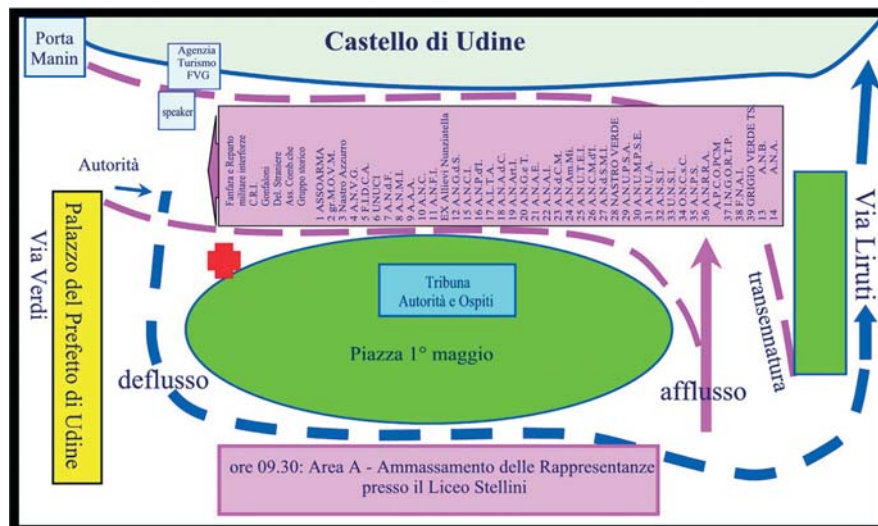 Castello di Udine
Porta
Manin
Agenzia
Turismo
FVG
speaker
Autorità
Fanfara e Reparto
militare interforze
C.R.I.
Gonfaloni
Del. Straniere
Ass. Comb.che
Gruppo storico
1 ASSOARMA
2 gr.M.O.V.M.
3 Nastro Azzurro
4 A.N.V.G.
5 F.I.D.C.A.
6 UNUCI
7 A.N.d.F.
8 A.N.M.I.
9 A.A.A.
10 A.N.C.
11 A.N.F.I.
EX Allievi Nunziatella
12 A.N.G.d.S.
15 A.N.C.I.
16 A.N.P.d'I.
17 A.L.T.A.
18 A.N.A.d.C.
19 A.N.Art.I.
20 A.N.G.e T.
21 I.N.A.E.
22 A.N.A.I.
23 A.N.d.C.M.
24 A.N.Am.Mi.
25 A.N.U.T.E.I.
26 A.N.C.M.d'I.
27 A.N.d.S.M.I.
28 NASTRO VERDE
29 A.N.U.P.S.A.
30 A.N.U.M.P.S.E.
31 A.N.U.A.
32 A.N.S.I.
33 U.N.S.I.
34 O.N.C.s.C.
35 A.N.P.S.
36 A.I.R.R.A.
A.P.C.O.PCM
37 I.N.G.O.R.T.P.
38 F.N.A.I.
39 GRIGIO VERDE TS
13 A.N.B.
14 A.N.A.
Via Verdi
Palazzo del Prefetto di Udine
Tribuna
Autorità e Ospiti
Piazza 1° maggio
deflusso
afflusso
transennatura
Via Liruti
ore 09.30: Area A - Ammassamento delle Rappresentanze
presso il Liceo Stellini